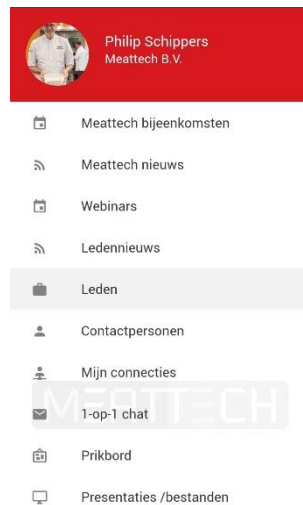 Philip Schippers
Meattech B.V.
Meattech bijeenkomsten
Meattech nieuws
Webinars
Ledennieuws
Leden
Contactpersonen
Mijn connecties
MEATTECH
1-op-1 chat
Prikbord
Presentaties /bestanden